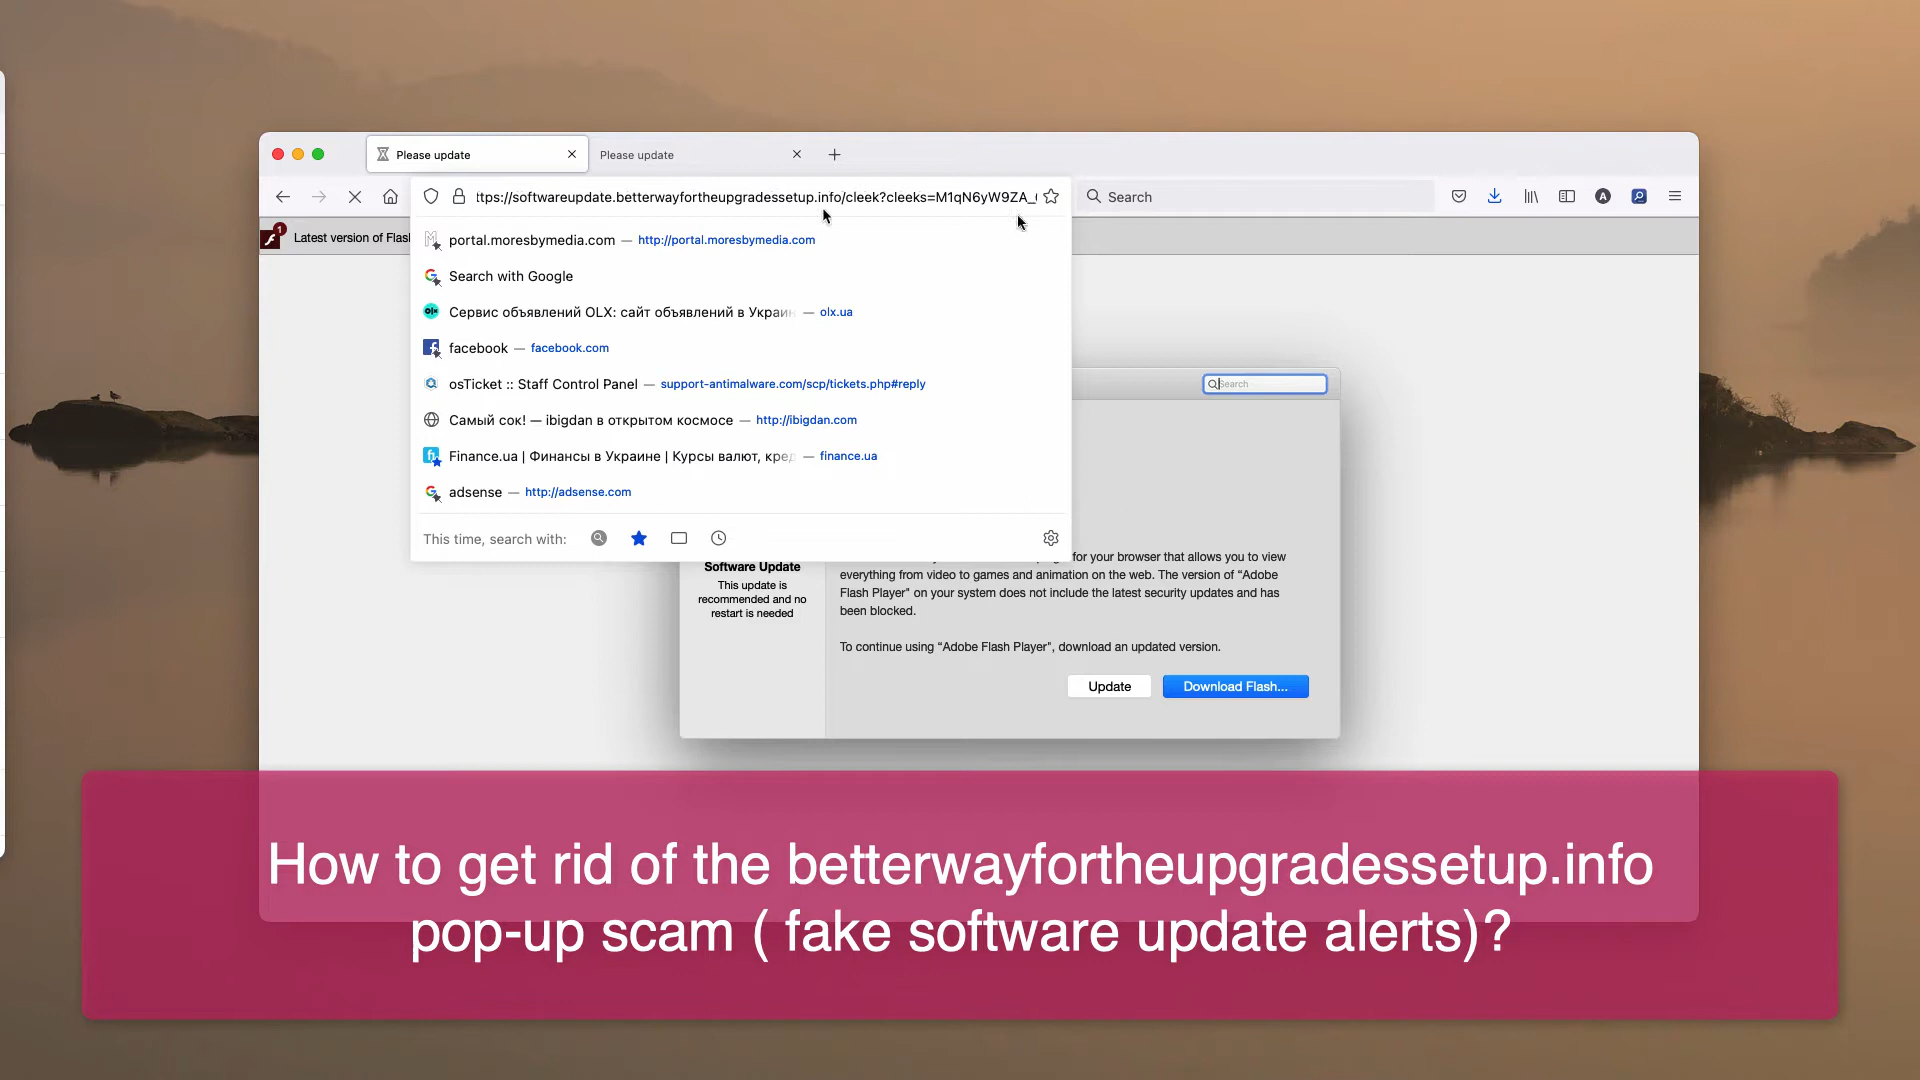 Please update
Please update
ttps://softwareupdate.betterwayfortheupgradessetup.info/cleek?cleeks=M1qN6yW9ZA_
Search
1
Latest version of Flas
portal.moresbymedia.com — http://portal.moresbymedia.com
Search with Google
Сервис объявлений OLX: сайт объявлений в Украин — olx.ua
facebook — facebook.com
Search
osTicket :: Staff Control Panel — support-antimalware.com/scp/tickets.php#reply
Самый сок! — ibigdan в открытом космосе — http://ibigdan.com
Finance.ua | Финансы в Украине | Курсы валют, кред — finance.ua
adsense — http://adsense.com
This time, search with:
Software Update
This update is
recommended and no
restart is needed
for your browser that allows you to view
everything from video to games and animation on the web. The version of “Adobe
Flash Player” on your system does not include the latest security updates and has
been blocked.
To continue using “Adobe Flash Player”, download an updated version.
Update
Download Flash...
How to get rid of the betterwayfortheupgradessetup.info
pop-up scam ( fake software update alerts)?